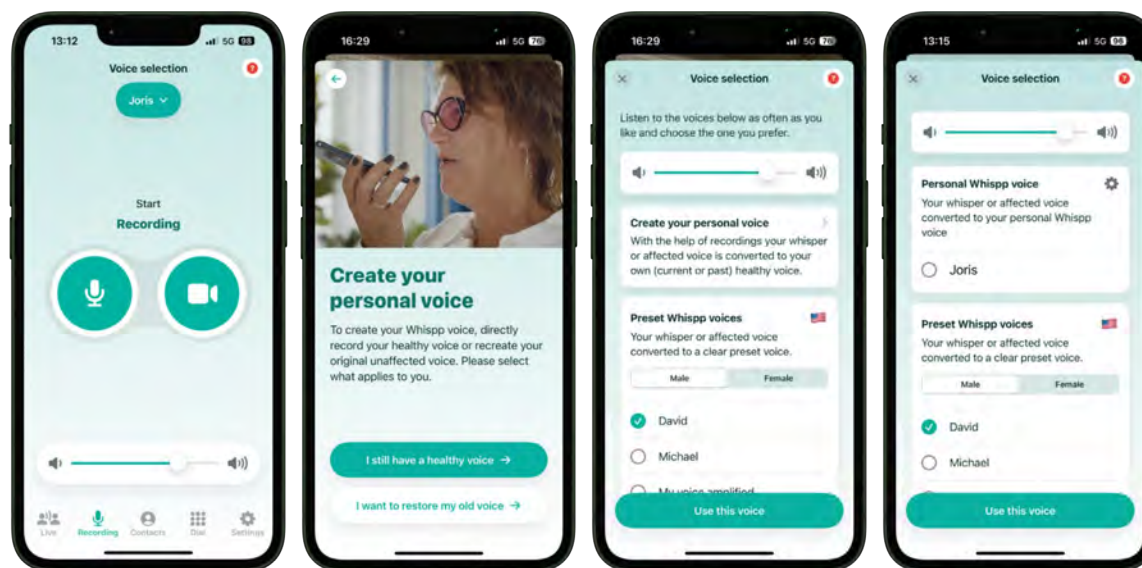 13:12
5G 98
Voice selection
?
Joris
Start
Recording
Live
Recording
Contacts
Dial
Settings
16:29
5G 76
Create your
personal voice
To create your Whispp voice, directly
record your healthy voice or recreate your
original unaffected voice. Please select
what applies to you.
I still have a healthy voice →
I want to restore my old voice →
16:29
5G 76
Voice selection
?
Listen to the voices below as often as you
like and choose the one you prefer.
Create your personal voice
With the help of recordings your whisper
or affected voice is converted to your
own (current or past) healthy voice.
Preset Whispp voices
Your whisper or affected voice
converted to a clear preset voice.
Male
Female
David
Michael
My voice amplified
Use this voice
13:15
5G 96
Voice selection
?
Personal Whispp voice
Your whisper or affected voice
converted to your personal Whispp
voice
Joris
Preset Whispp voices
Your whisper or affected voice
converted to a clear preset voice.
Male
Female
David
Michael
Use this voice